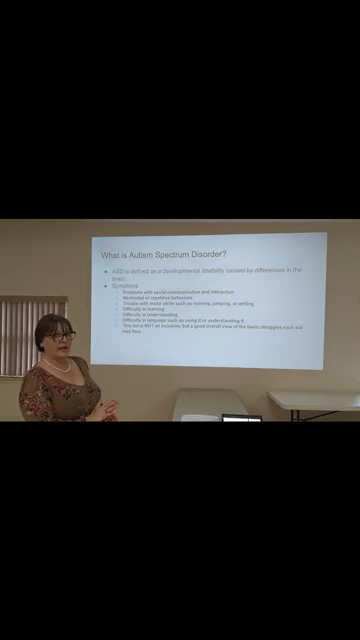 What is Autism Spectrum Disorder?
● ASD is defined as a developmental disability caused by differences in the
brain.
● Symptoms
○ Problems with social communication and interaction
○ Restricted or repetitive behaviors
○ Trouble with motor skills such as running, jumping, or writing
○ Difficulty in learning
○ Difficulty in understanding
○ Difficulty in language such as using it or understanding it
○ This list is NOT all inclusive, but a good overall view of the basic struggles each
may face